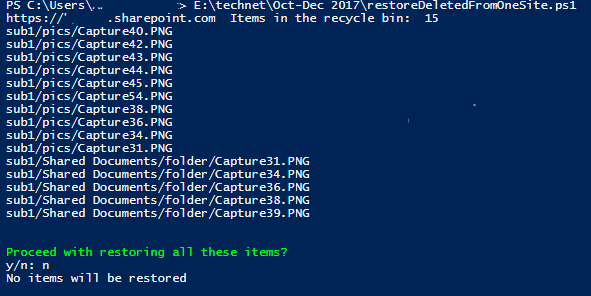 PS C:\Users\.. > E:\technet\Oct-Dec 2017\restoreDeletedFromOneSite.ps1
https://' .sharepoint.com Items in the recycle bin: 15
sub1/pics/Capture40.PNG
sub1/pics/Capture42.PNG
sub1/pics/Capture43.PNG
sub1/pics/Capture44.PNG
sub1/pics/Capture45.PNG
sub1/pics/Capture54.PNG
sub1/pics/Capture38.PNG
sub1/pics/Capture36.PNG
sub1/pics/Capture34.PNG
sub1/pics/Capture31.PNG
sub1/Shared Documents/folder/Capture31.PNG
sub1/Shared Documents/folder/Capture34.PNG
sub1/Shared Documents/folder/Capture36.PNG
sub1/Shared Documents/folder/Capture38.PNG
sub1/Shared Documents/folder/Capture39.PNG
Proceed with restoring all these items?
y/n: n
No items will be restored